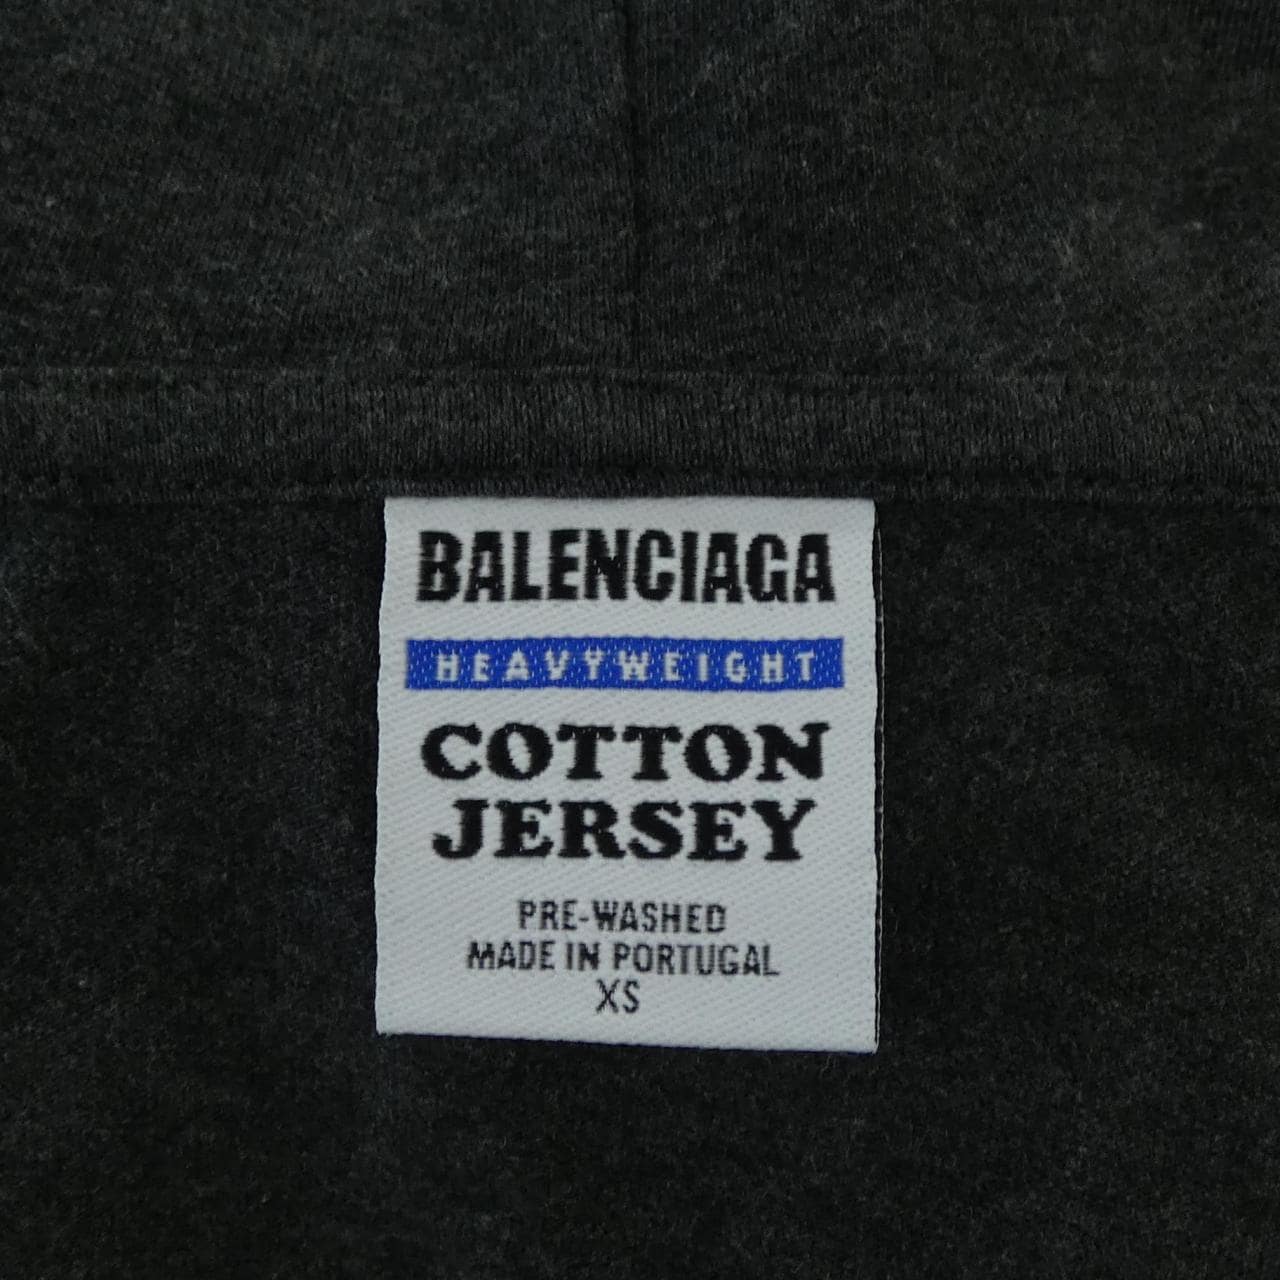 BALENCIAGA
HEAVYWEIGHT
COTTON
JERSEY
PRE-WASHED
MADE IN PORTUGAL
XS